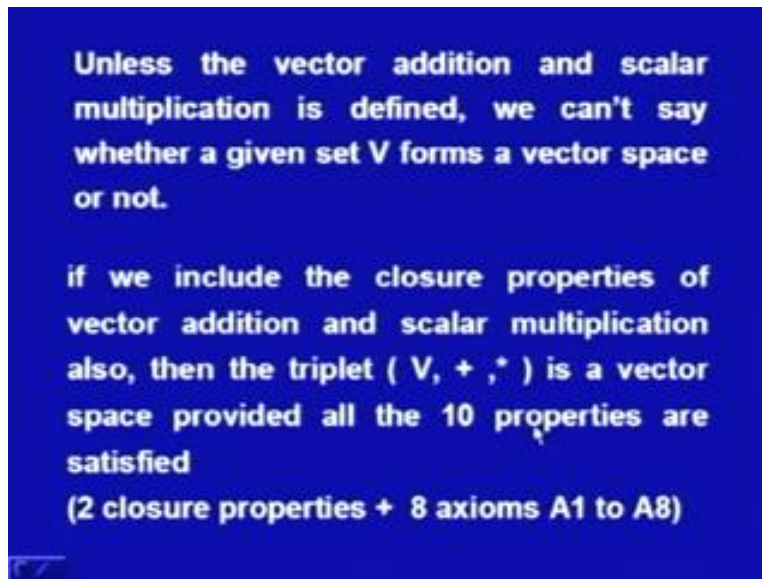 Unless the vector addition and scalar
multiplication is defined, we can't say
whether a given set V forms a vector space
or not.
if we include the closure properties of
vector addition and scalar multiplication
also, then the triplet ( V, + ,* ) is a vector
space provided all the 10 properties are
satisfied
(2 closure properties + 8 axioms A1 to A8)